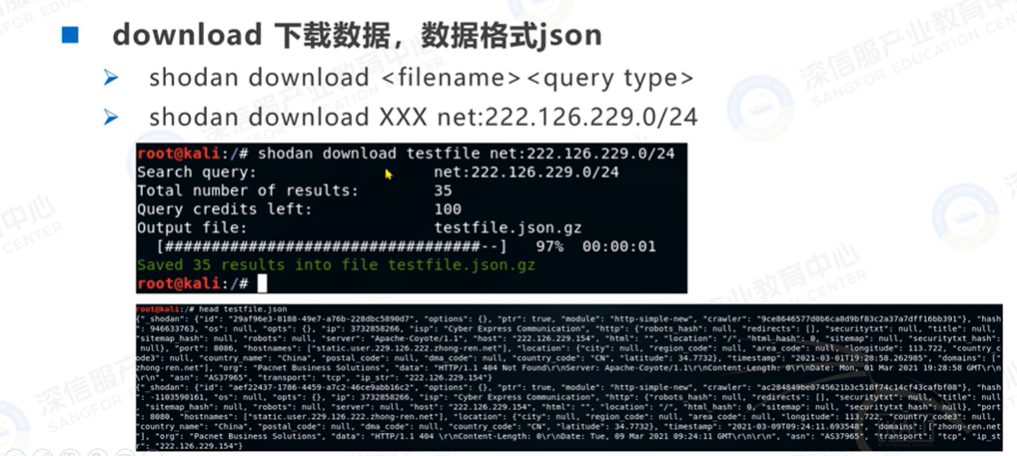 download 下载数据，数据格式json
shodan download <filename><query type>
shodan download XXX net:222.126.229.0/24
root@kali:/# shodan download testfile net:222.126.229.0/24
Search query: net:222.126.229.0/24
Total number of results: 35
Query credits left: 100
Output file: testfile.json.gz
[###################################--] 97% 00:00:01
Saved 35 results into file testfile.json.gz
root@kali:/#
root@kali:/# head testfile.json
{"_shodan": {"id": "29af96e3-8188-49e7-a76b-228dbc5890d7", "options": {}, "ptr": true, "module": "http-simple-new", "crawler": "9ce8646577d0b6ca8d9bf83c2a37a7dff16bb391"}, "hash
": 946633763, "os": null, "opts": {}, "ip": 3732858266, "isp": "Cyber Express Communication", "http": {"robots_hash": null, "redirects": [], "securitytxt": null, "title": null,
"sitemap_hash": null, "robots": null, "server": "Apache-Coyote/1.1", "host": "222.126.229.154", "html": "", "location": "/", "html_hash": 0, "sitemap": null, "securitytxt_hash":
null}, "port": 8086, "hostnames": ["static.user.229.126.222.zhong-ren.net"], "location": {"city": null, "region_code": null, "area_code": null, "longitude": 113.722, "country_c
ode3": null, "country_name": "China", "postal_code": null, "dma_code": null, "country_code": "CN", "latitude": 34.7732}, "timestamp": "2021-03-01T19:28:58.262985", "domains": [
"zhong-ren.net"], "org": "Pacnet Business Solutions", "data": "HTTP/1.1 404 Not Found\r\nServer: Apache-Coyote/1.1\r\nContent-Length: 0\r\nDate: Mon, 01 Mar 2021 19:28:58 GMT\r\n
\r\n", "asn": "AS37965", "transport": "tcp", "ip_str": "222.126.229.154"}
{"_shodan": {"id": "aef22437-1786-4459-a7c2-46ce9abb16c2", "options": {}, "ptr": true, "module": "http-simple-new", "crawler": "ac284849be074521b3c518f74c14cf43cafbf08"}, "hash
": -1103590161, "os": null, "opts": {}, "ip": 3732858266, "isp": "Cyber Express Communication", "http": {"robots_hash": null, "redirects": [], "securitytxt": null, "title": null
, "sitemap_hash": null, "robots": null, "server": null, "host": "222.126.229.154", "html": "", "location": "/", "html_hash": 0, "sitemap": null, "securitytxt_hash": null}, "port
": 8080, "hostnames": ["static.user.229.126.222.zhong-ren.net"], "location": {"city": null, "region_code": null, "area_code": null, "longitude": 113.722, "country_code3": null,
"country_name": "China", "postal_code": null, "dma_code": null, "country_code": "CN", "latitude": 34.7732}, "timestamp": "2021-03-09T09:24:11.693548", "domains": ["zhong-ren.net
"], "org": "Pacnet Business Solutions", "data": "HTTP/1.1 404 \r\nContent-Length: 0\r\nDate: Tue, 09 Mar 2021 09:24:11 GMT\r\n\r\n", "asn": "AS37965", "transport": "tcp", "ip_st
r": "222.126.229.154"}
深信服产业教育中心
SANGFOR EDUCATION CENTER